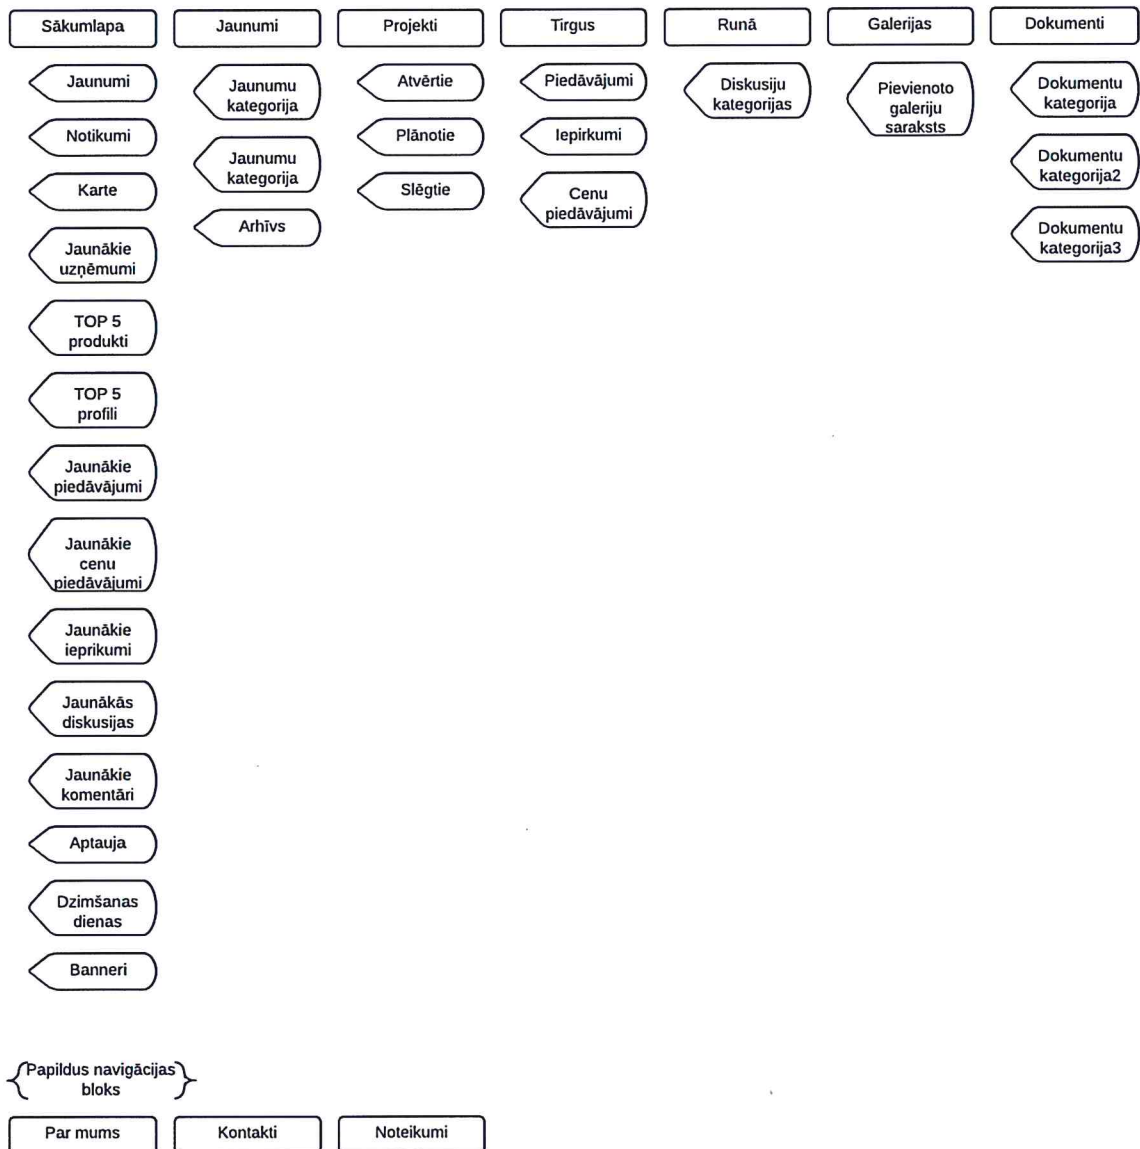 Sākumlapa
Jaunumi
Notikumi
Karte
Jaunākie
uzņēmumi
TOP 5
produkti
TOP 5
profili
Jaunākie
piedāvājumi
Jaunākie
cenu
piedāvājumi
Jaunākie
ieprikumi
Jaunākās
diskusijas
Jaunākie
komentāri
Aptauja
Dzimšanas
dienas
Banneri
Jaunumi
Jaunumu
kategorija
Jaunumu
kategorija
Arhīvs
Projekti
Atvērtie
Plānotie
Slēgtie
Tirgus
Piedāvājumi
Iepirkumi
Cenu
piedāvājumi
Runā
Diskusiju
kategorijas
Galerijas
Pievienoto
galeriju
saraksts
Dokumenti
Dokumentu
kategorija
Dokumentu
kategorija2
Dokumentu
kategorija3
Papildus navigācijas
bloks
Par mums
Kontakti
Noteikumi